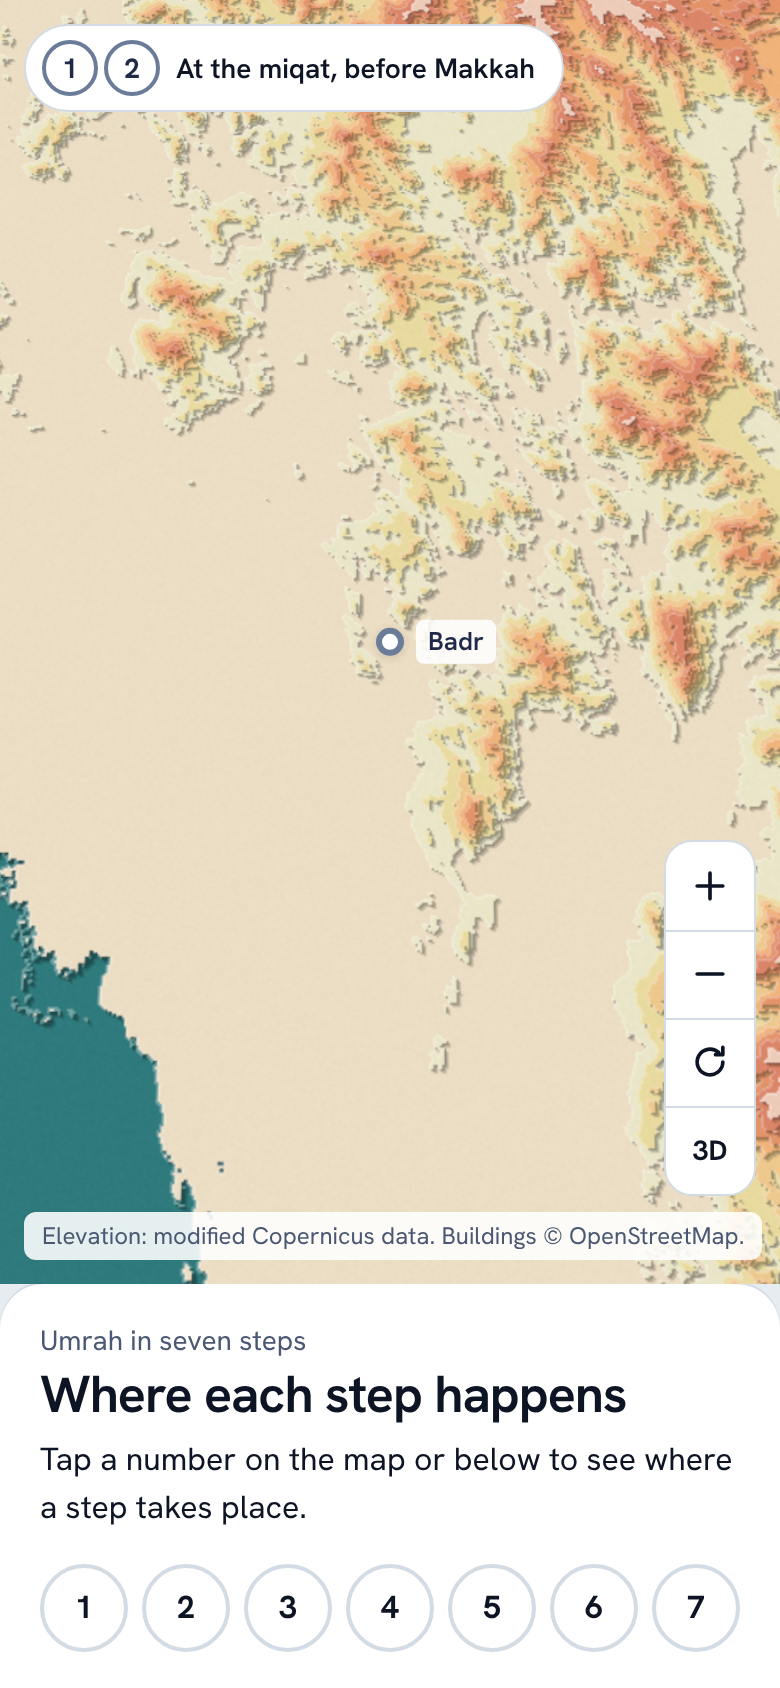 1 2 At the miqat, before Makkah
Badr
+
−
3D
Elevation: modified Copernicus data. Buildings © OpenStreetMap.
Umrah in seven steps
Where each step happens
Tap a number on the map or below to see where
a step takes place.
1 2 3 4 5 6 7